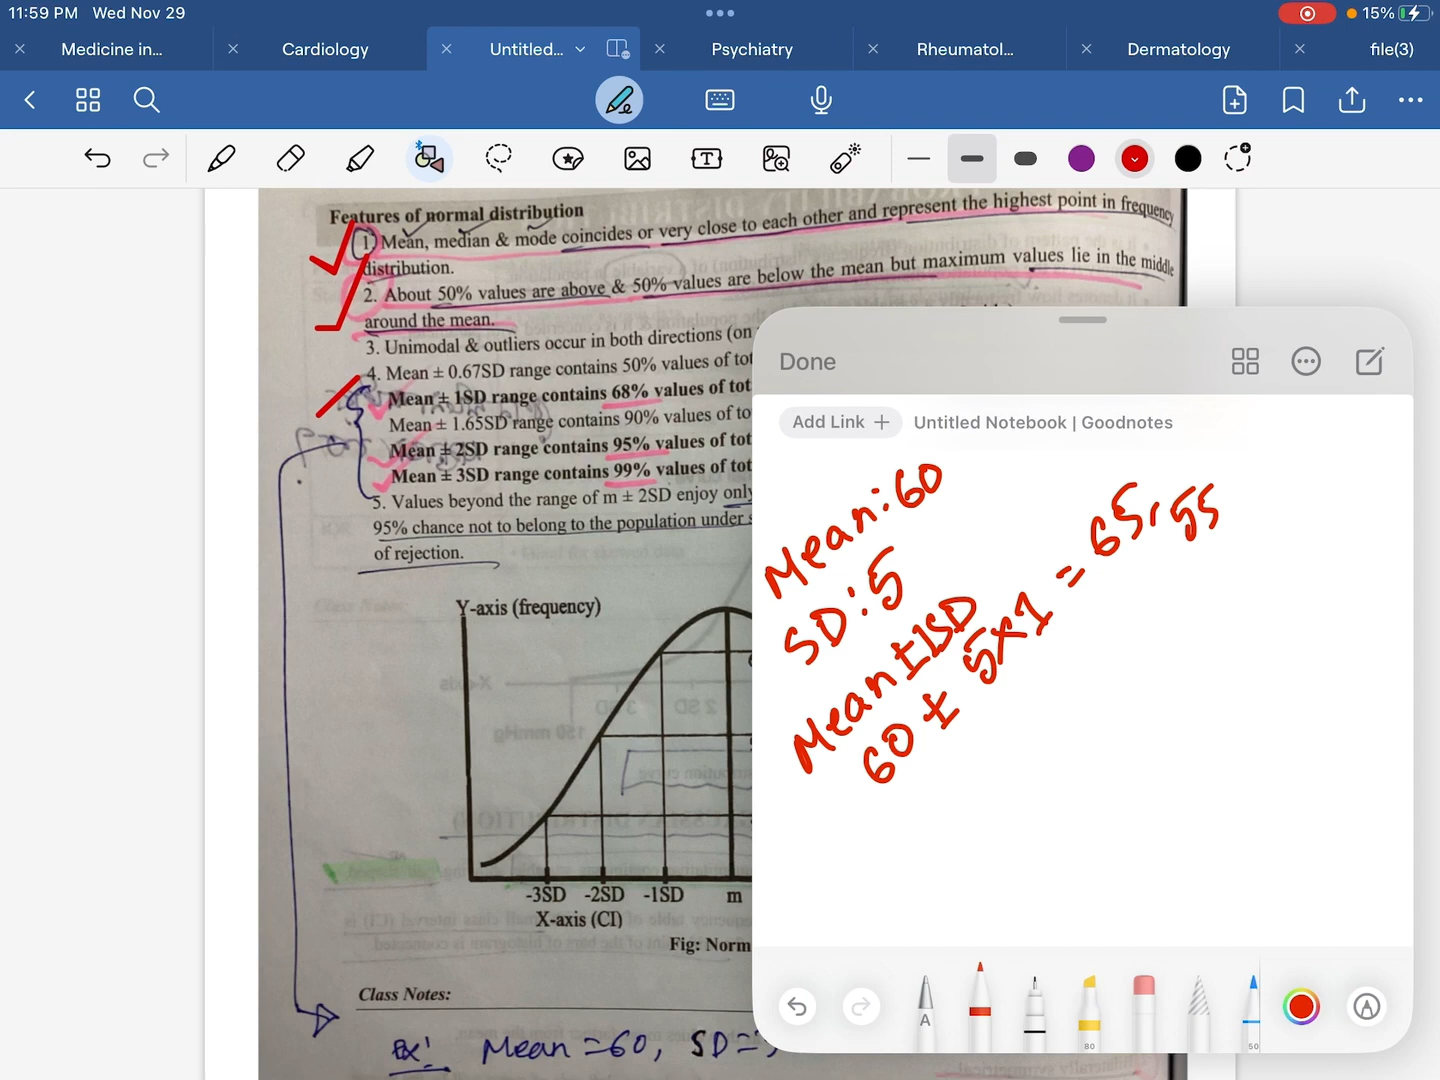 11:59 PM Wed Nov 29
15%
Medicine in...
Cardiology
Untitled...
Psychiatry
Rheumatol...
Dermatology
file(3)
Features of normal distribution
1. Mean, median & mode coincides or very close to each other and represent the highest point in frequency
distribution.
2. About 50% values are above & 50% values are below the mean but maximum values lie in the middle
around the mean.
3. Unimodal & outliers occur in both directions (on
4. Mean ± 0.67SD range contains 50% values of tot
Mean ± 1SD range contains 68% values of tot
Mean ± 1.65SD range contains 90% values of to
Mean ± 2SD range contains 95% values of tot
Mean ± 3SD range contains 99% values of tot
5. Values beyond the range of m ± 2SD enjoy only
95% chance not to belong to the population under s
of rejection.
Y-axis (frequency)
-3SD -2SD -1SD m
X-axis (CI)
Fig: Norm
Class Notes:
Ex: Mean = 60, SD =
Done
Add Link + Untitled Notebook | Goodnotes
Mean: 60
SD: 5
Mean ± 1SD
60 ± 5×1 = 65, 55
A
80
50